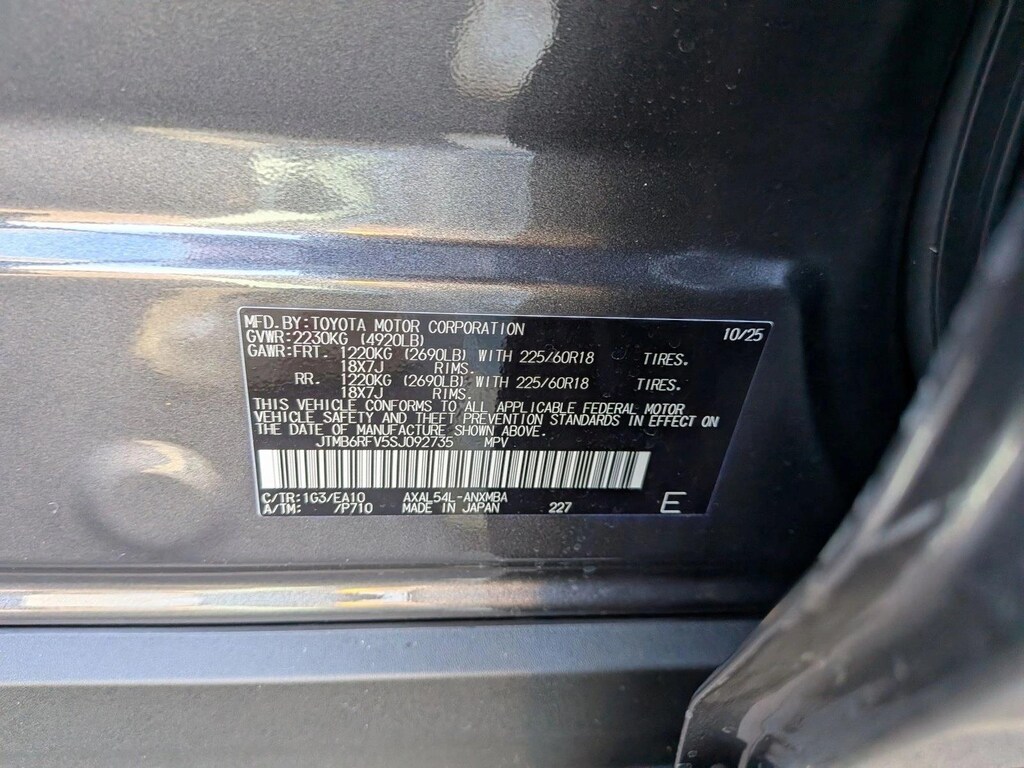 MFD.BY:TOYOTA MOTOR CORPORATION 10/25
GVWR:2230KG (4920LB)
GAWR:FRT. 1220KG (2690LB) WITH 225/60R18 TIRES.
18X7J RIMS.
RR. 1220KG (2690LB) WITH 225/60R18 TIRES.
18X7J RIMS.
THIS VEHICLE CONFORMS TO ALL APPLICABLE FEDERAL MOTOR
VEHICLE SAFETY AND THEFT PREVENTION STANDARDS IN EFFECT ON
THE DATE OF MANUFACTURE SHOWN ABOVE.
JTMB6RFV5SJ092735 MPV
C/TR:1G3/EA10 AXAL54L-ANXMBA
A/TM: /P710 MADE IN JAPAN 227 E